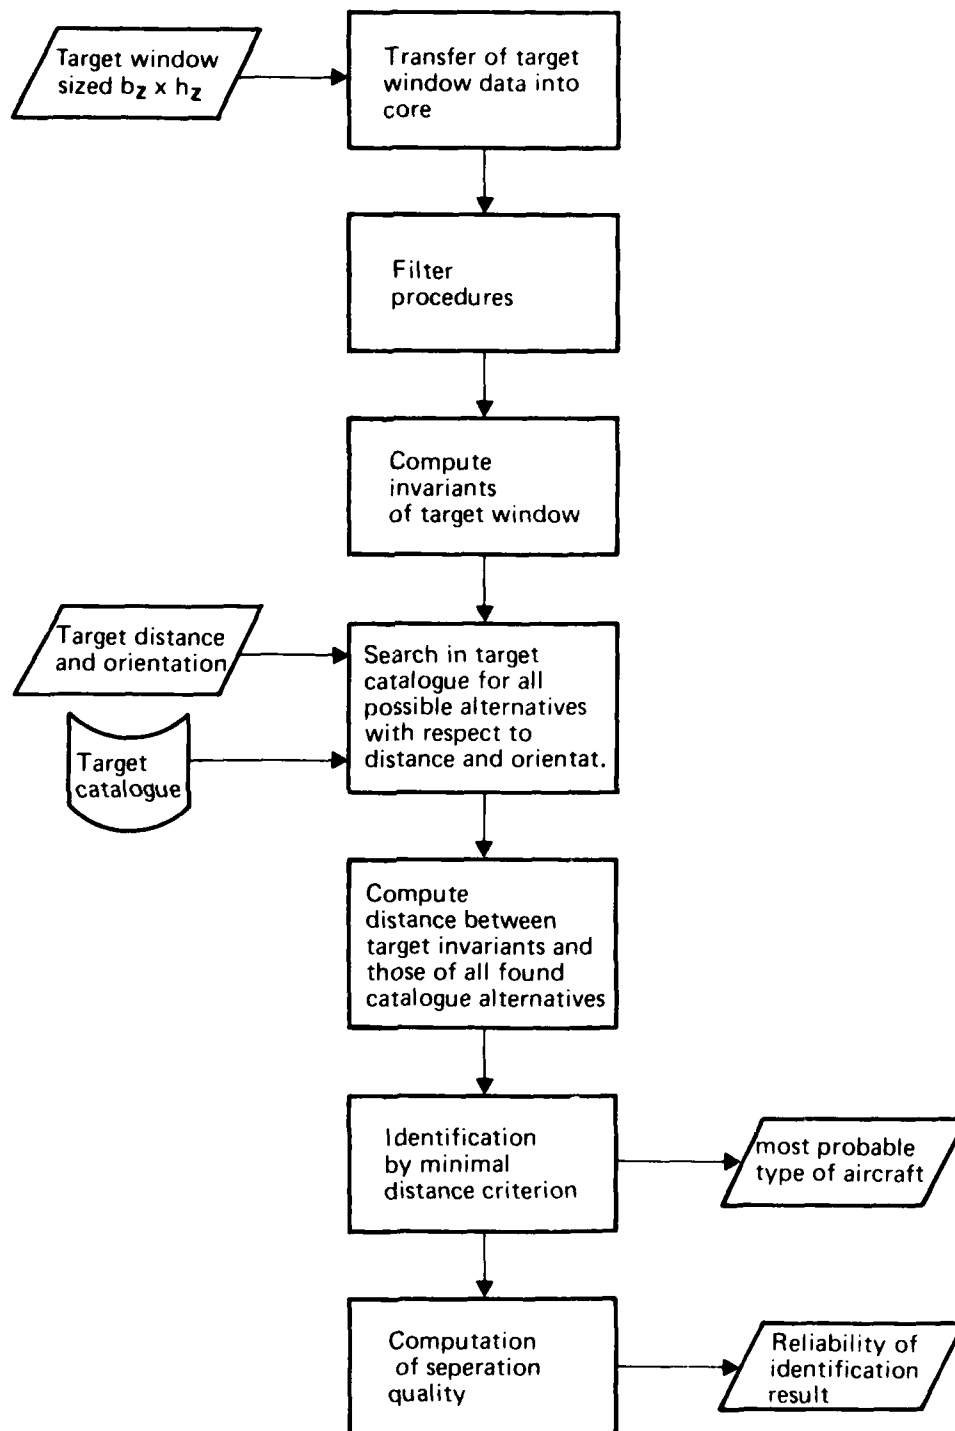 Target window
sized bz x hz
Transfer of target
window data into
core
Filter
procedures
Compute
invariants
of target window
Target distance
and orientation
Target
catalogue
Search in target
catalogue for all
possible alternatives
with respect to
distance and orientat.
Compute
distance between
target invariants and
those of all found
catalogue alternatives
Identification
by minimal
distance criterion
most probable
type of aircraft
Computation
of seperation
quality
Reliability of
identification
result